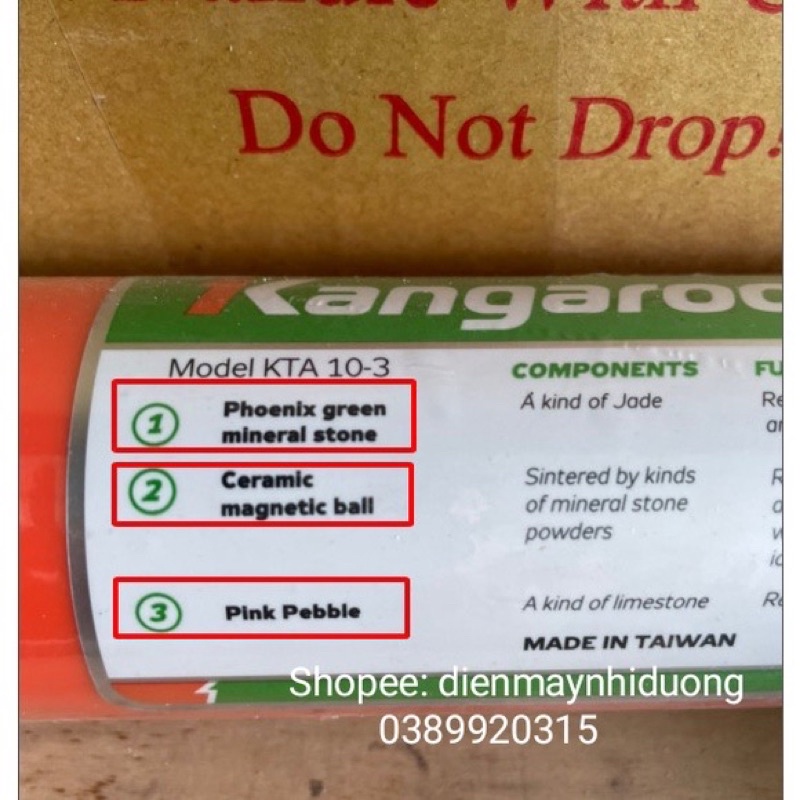 Handle With
Do Not Drop!
Kangaroo
Model KTA 10-3
COMPONENTS
1 Phoenix green
mineral stone
A kind of Jade
2 Ceramic
magnetic ball
Sintered by kinds
of mineral stone
powders
3 Pink Pebble
A kind of limestone
MADE IN TAIWAN
Shopee: dienmaynhiduong
0389920315